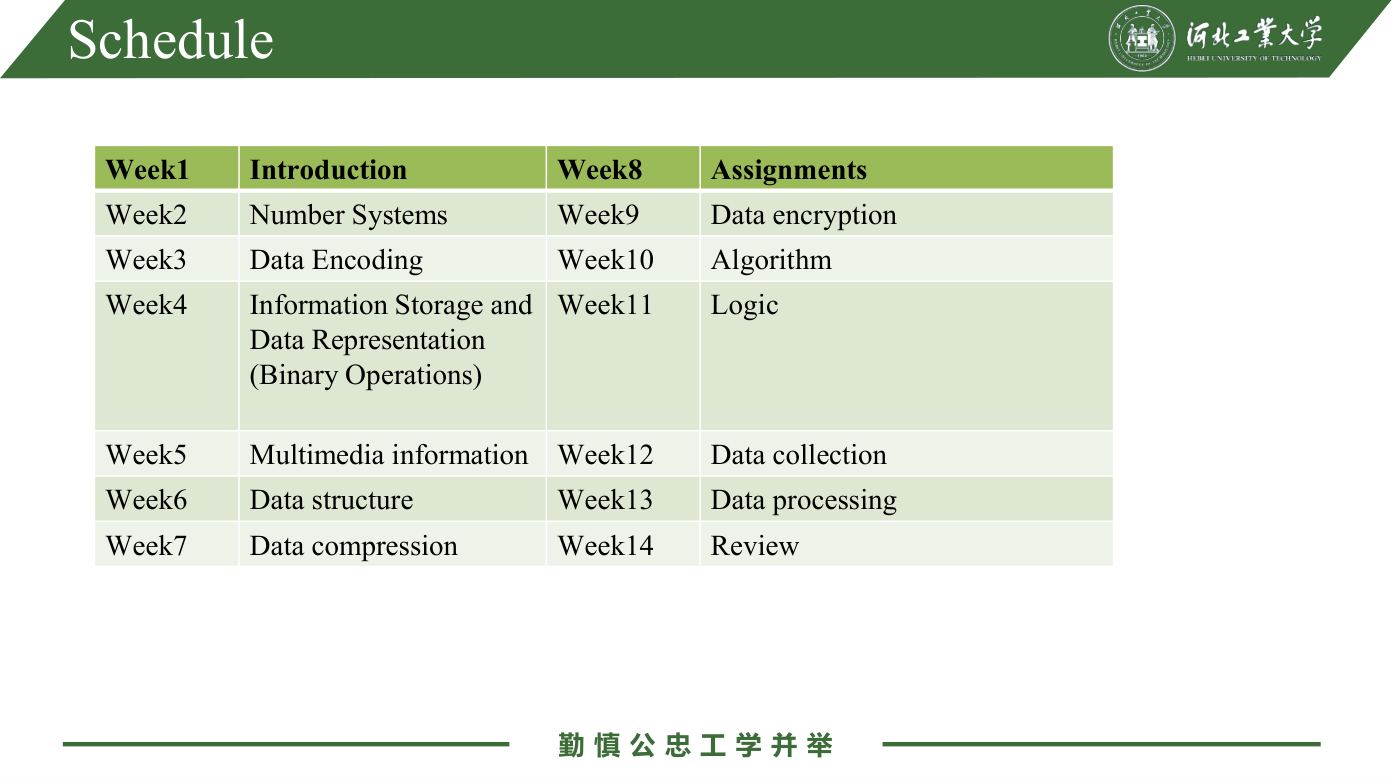 Schedule
河北工業大学
HEBEI UNIVERSITY OF TECHNOLOGY
Week1 Introduction Week8 Assignments
Week2 Number Systems Week9 Data encryption
Week3 Data Encoding Week10 Algorithm
Week4 Information Storage and Week11 Logic
Data Representation
(Binary Operations)
Week5 Multimedia information Week12 Data collection
Week6 Data structure Week13 Data processing
Week7 Data compression Week14 Review
勤慎公忠工学并举